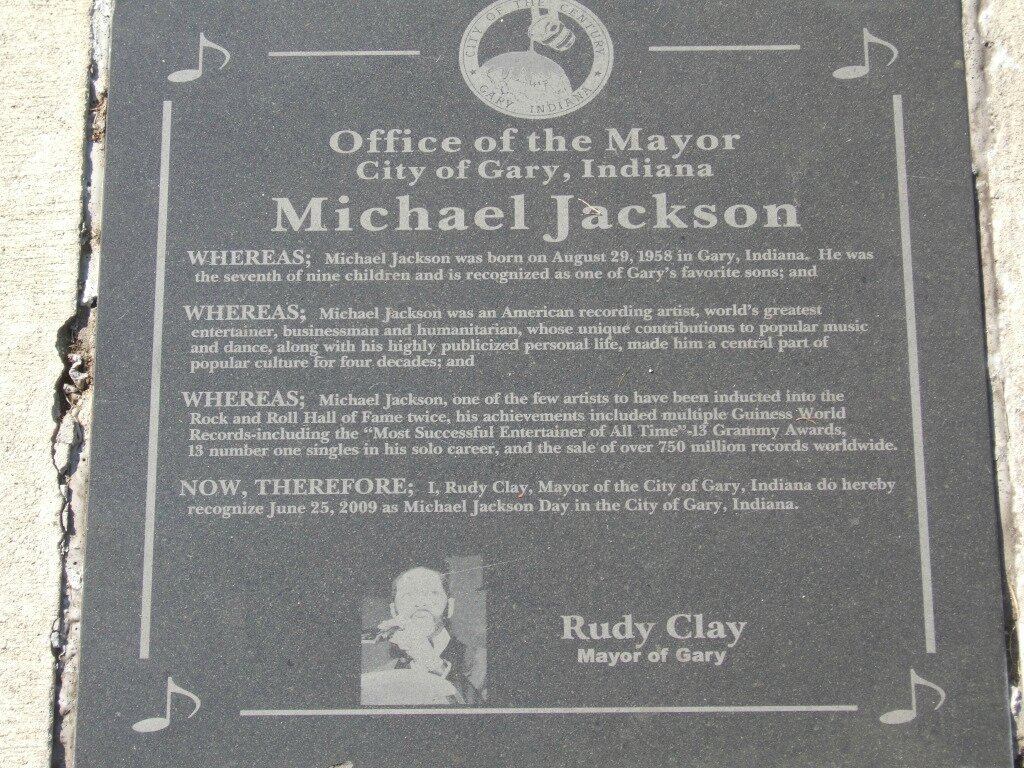 CITY OF THE CENTURY
GARY, INDIANA
Office of the Mayor
City of Gary, Indiana
Michael Jackson
WHEREAS; Michael Jackson was born on August 29, 1958 in Gary, Indiana. He was
the seventh of nine children and is recognized as one of Gary's favorite sons; and
WHEREAS; Michael Jackson was an American recording artist, world's greatest
entertainer, businessman and humanitarian, whose unique contributions to popular music
and dance, along with his highly publicized personal life, made him a central part of
popular culture for four decades; and
WHEREAS; Michael Jackson, one of the few artists to have been inducted into the
Rock and Roll Hall of Fame twice, his achievements included multiple Guiness World
Records-including the "Most Successful Entertainer of All Time"-13 Grammy Awards,
13 number one singles in his solo career, and the sale of over 750 million records worldwide.
NOW, THEREFORE; I, Rudy Clay, Mayor of the City of Gary, Indiana do hereby
recognize June 25, 2009 as Michael Jackson Day in the City of Gary, Indiana.
Rudy Clay
Mayor of Gary